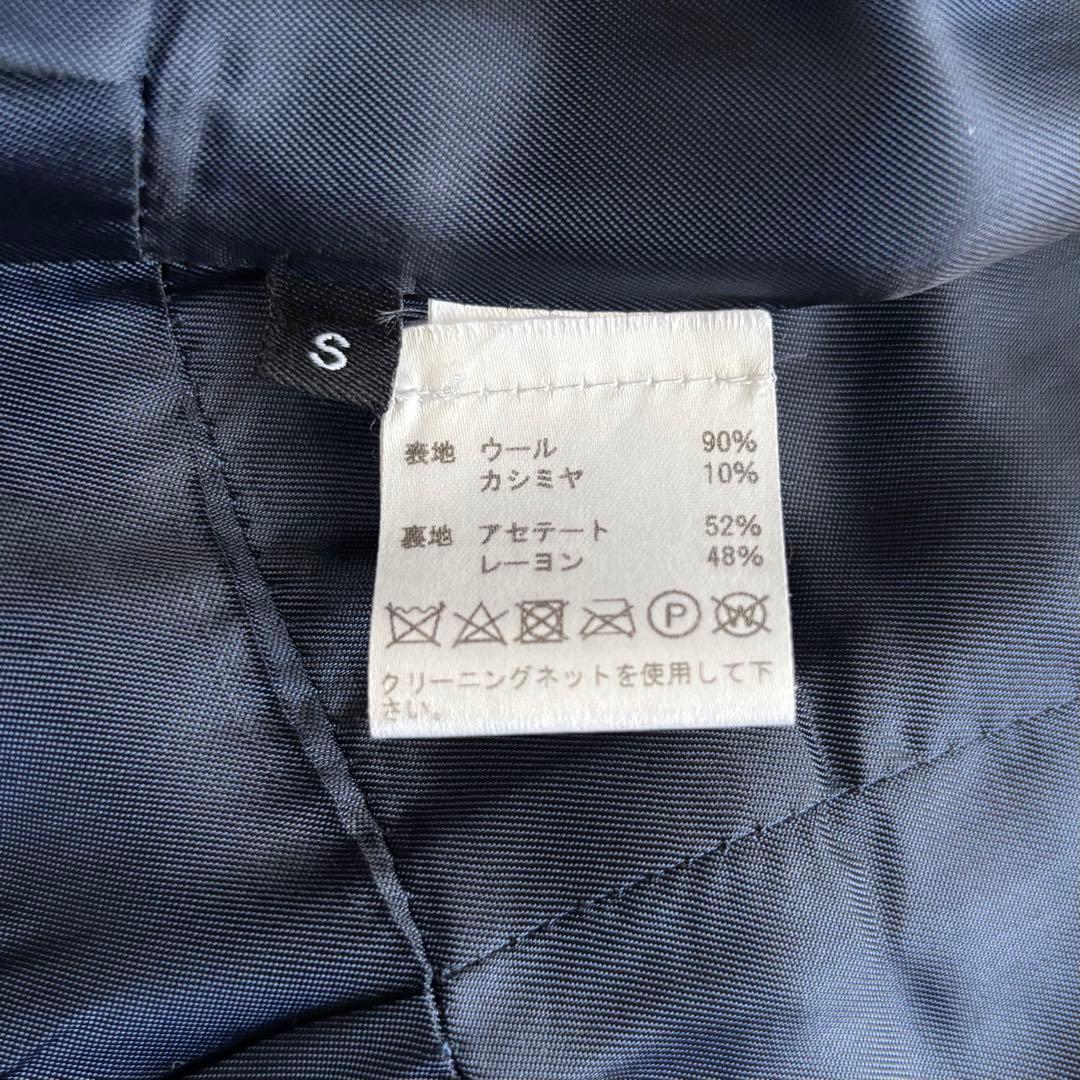 S
表地 ウール 90%
カシミヤ 10%
裏地 アセテート 52%
レーヨン 48%
P W
クリーニングネットを使用して下
さい。